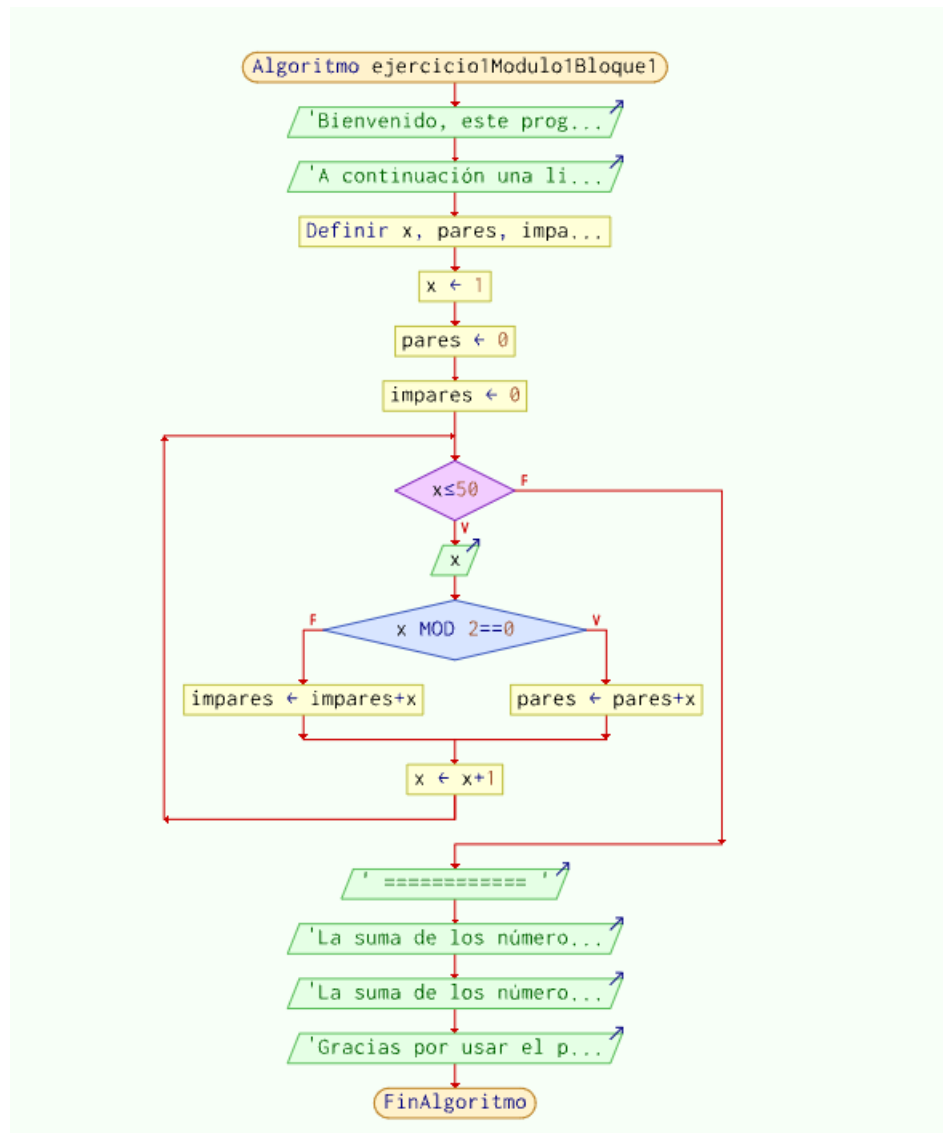 Algoritmo ejercicio1Modulo1Bloque1
'Bienvenido, este prog...
'A continuación una li...
Definir x, pares, impa...
x ← 1
pares ← 0
impares ← 0
x≤50
F
V
x
F
x MOD 2==0
V
impares ← impares+x
pares ← pares+x
x ← x+1
' ============ '
'La suma de los número...
'La suma de los número...
'Gracias por usar el p...
FinAlgoritmo